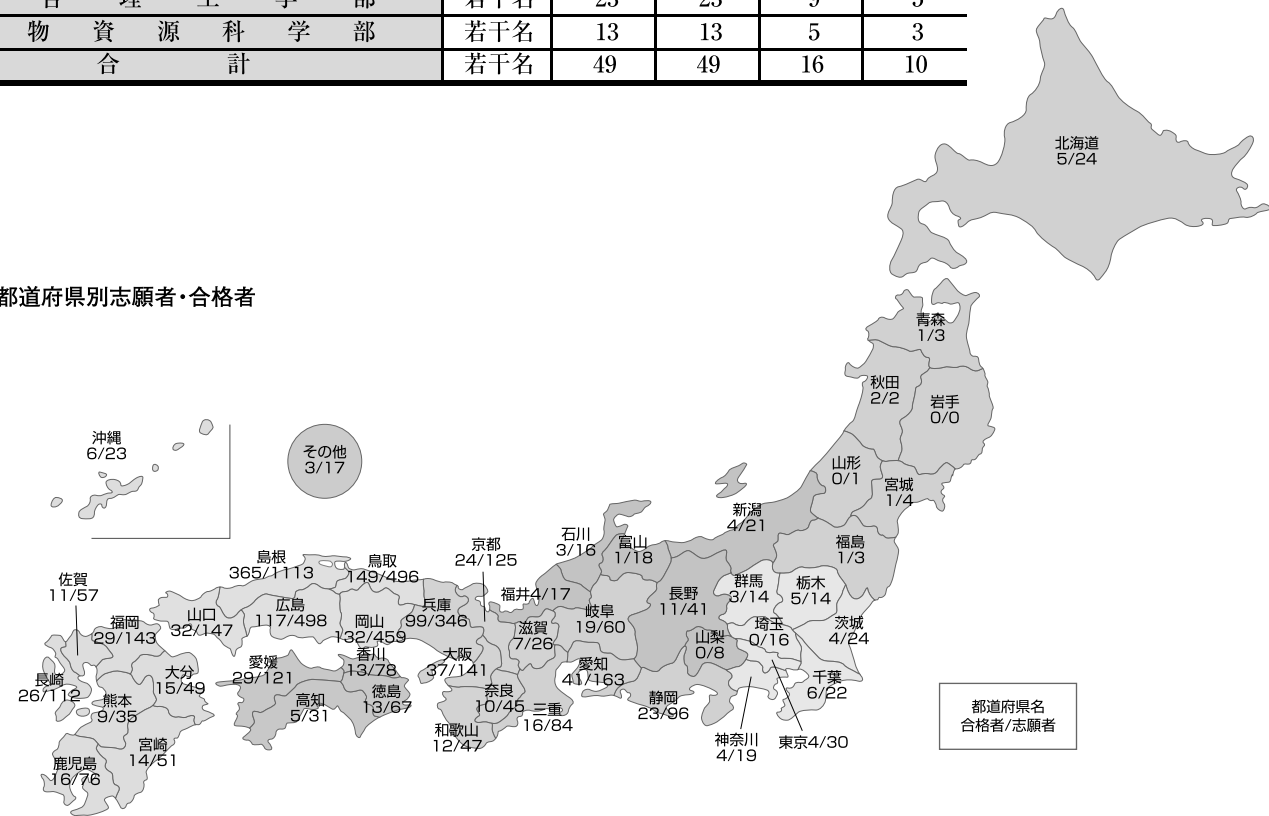 物資源科学部 若干名 13 13 5 3
合計 若干名 49 49 16 10
都道府県別志願者・合格者
北海道
5/24
青森
1/3
秋田
2/2
岩手
0/0
山形
0/1
宮城
1/4
福島
1/3
新潟
4/21
沖縄
6/23
その他
3/17
石川
3/16
富山
1/18
福井4/17
京都
24/125
鳥取
149/496
島根
365/1113
佐賀
11/57
福岡
29/143
山口
32/147
広島
117/498
岡山
132/459
兵庫
99/346
滋賀
7/26
岐阜
19/60
長野
11/41
群馬
3/14
栃木
5/14
埼玉
0/16
茨城
4/24
山梨
0/8
千葉
6/22
東京4/30
神奈川
4/19
静岡
23/96
愛知
41/163
三重
16/84
奈良
10/45
大阪
37/141
和歌山
12/47
香川
13/78
徳島
13/67
愛媛
29/121
高知
5/31
大分
15/49
長崎
26/112
熊本
9/35
宮崎
14/51
鹿児島
16/76
都道府県名
合格者/志願者